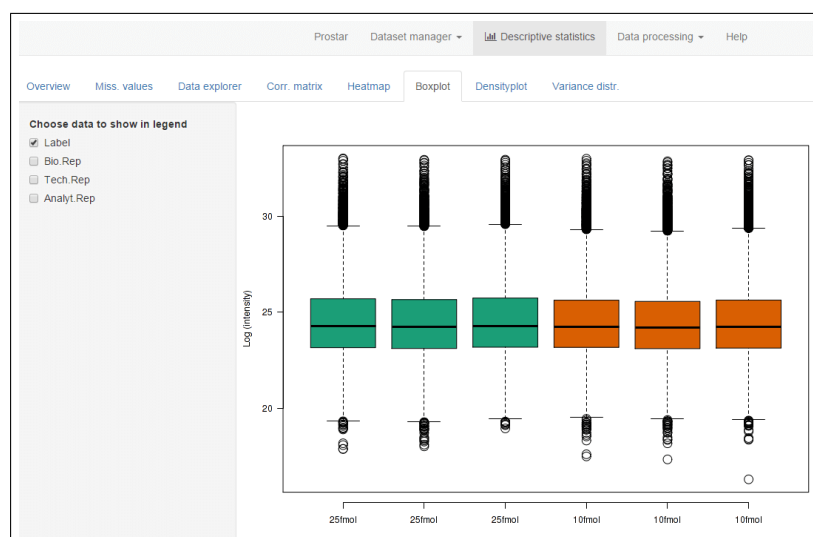 Prostar Dataset manager Descriptive statistics Data processing Help
Overview Miss. values Data explorer Corr. matrix Heatmap Boxplot Densityplot Variance distr.
Choose data to show in legend
Label
Bio.Rep
Tech.Rep
Analyt.Rep
30
25
20
Log (intensity)
25fmol 25fmol 25fmol 10fmol 10fmol 10fmol